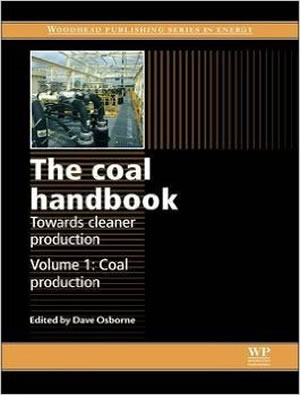 WOODHEAD PUBLISHING SERIES IN ENERGY
The coal
handbook
Towards cleaner
production
Volume 1: Coal
production
Edited by Dave Osborne
WP